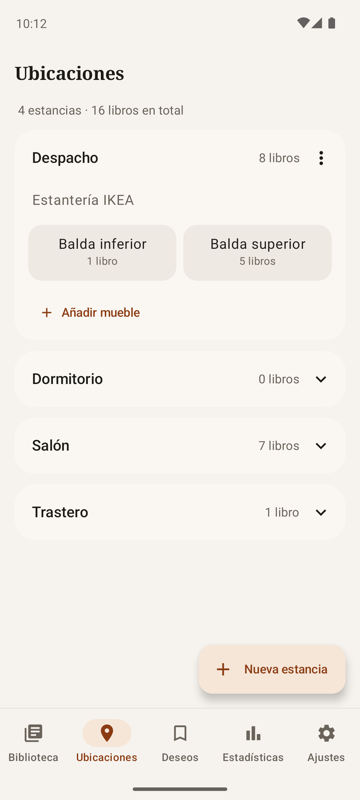 10:12
Ubicaciones
4 estancias · 16 libros en total
Despacho 8 libros
Estantería IKEA
Balda inferior Balda superior
1 libro 5 libros
+ Añadir mueble
Dormitorio 0 libros
Salón 7 libros
Trastero 1 libro
+ Nueva estancia
Biblioteca Ubicaciones Deseos Estadísticas Ajustes